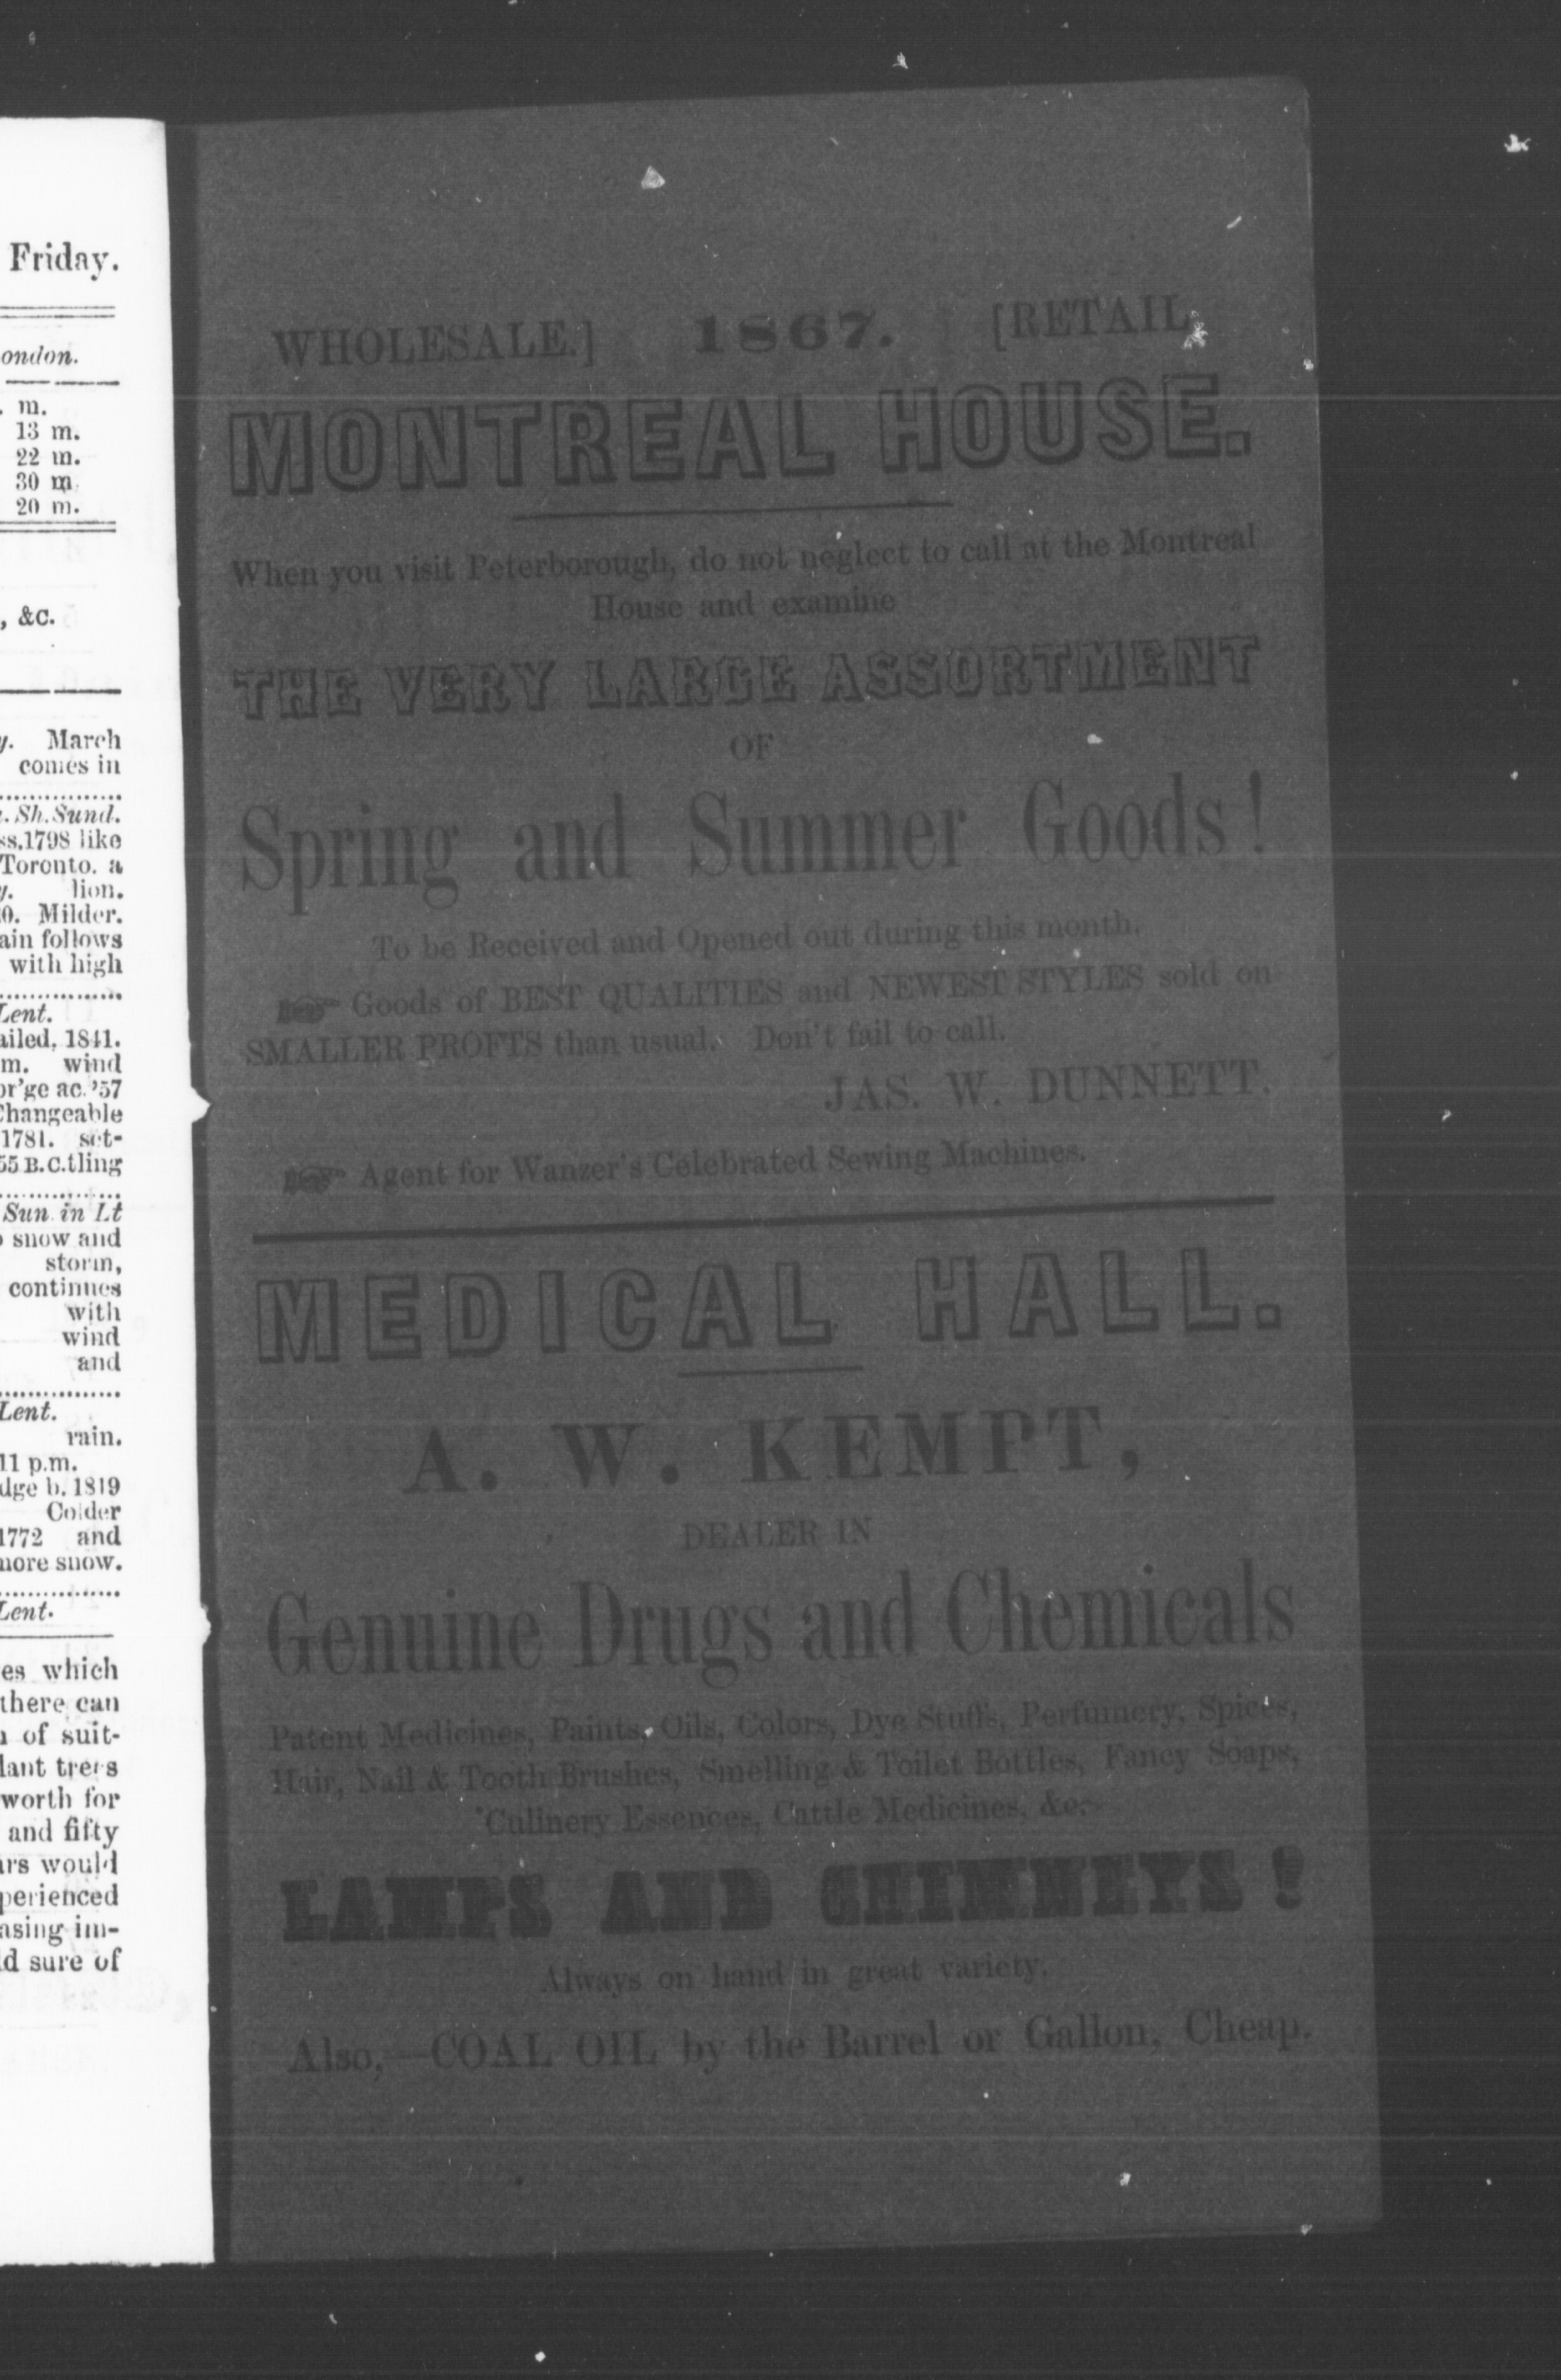 Friday.
ondon.
. m.
13 m.
22 m.
30 m.
20 m.
, &c.
y. March
comes in
. Sh. Sund.
ss. 1798 like
Toronto. a
y. lion.
0. Milder.
ain follows
with high
Lent.
ailed, 1841.
m. wind
or'ge ac. '57
Changeable
1781. set-
55 B.C. tling
Sun in Lt
o snow and
storm,
continues
with
wind
and
Lent.
rain.
11 p.m.
dge b. 1819
Colder
1772 and
more snow.
Lent.
es which
there can
n of suit-
lant trees
worth for
and fifty
ars would
perienced
asing im-
d sure of
WHOLESALE.] 1867. [RETAIL.
MONTREAL HOUSE.
When you visit Peterborough, do not neglect to call at the Montreal
House and examine
THE VERY LARGE ASSORTMENT
OF
Spring and Summer Goods!
To be Received and Opened out during this month.
☞ Goods of BEST QUALITIES and NEWEST STYLES sold on
SMALLER PROFTS than usual. Don't fail to call.
JAS. W. DUNNETT.
☞ Agent for Wanzer's Celebrated Sewing Machines.
MEDICAL HALL.
A. W. KEMPT,
DEALER IN
Genuine Drugs and Chemicals
Patent Medicines, Paints, Oils, Colors, Dye Stuffs, Perfumery, Spices,
Hair, Nail & Tooth Brushes, Smelling & Toilet Bottles, Fancy Soaps,
Culinery Essences, Cattle Medicines, &c.
LAMPS AND CHIMNEYS!
Always on hand in great variety.
Also,—COAL OIL by the Barrel or Gallon, Cheap.